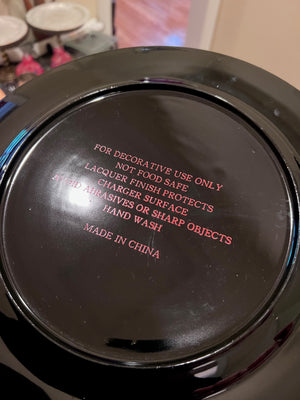 FOR DECORATIVE USE ONLY
NOT FOOD SAFE
LACQUER FINISH PROTECTS
CHARGER SURFACE
AVOID ABRASIVES OR SHARP OBJECTS
HAND WASH
MADE IN CHINA